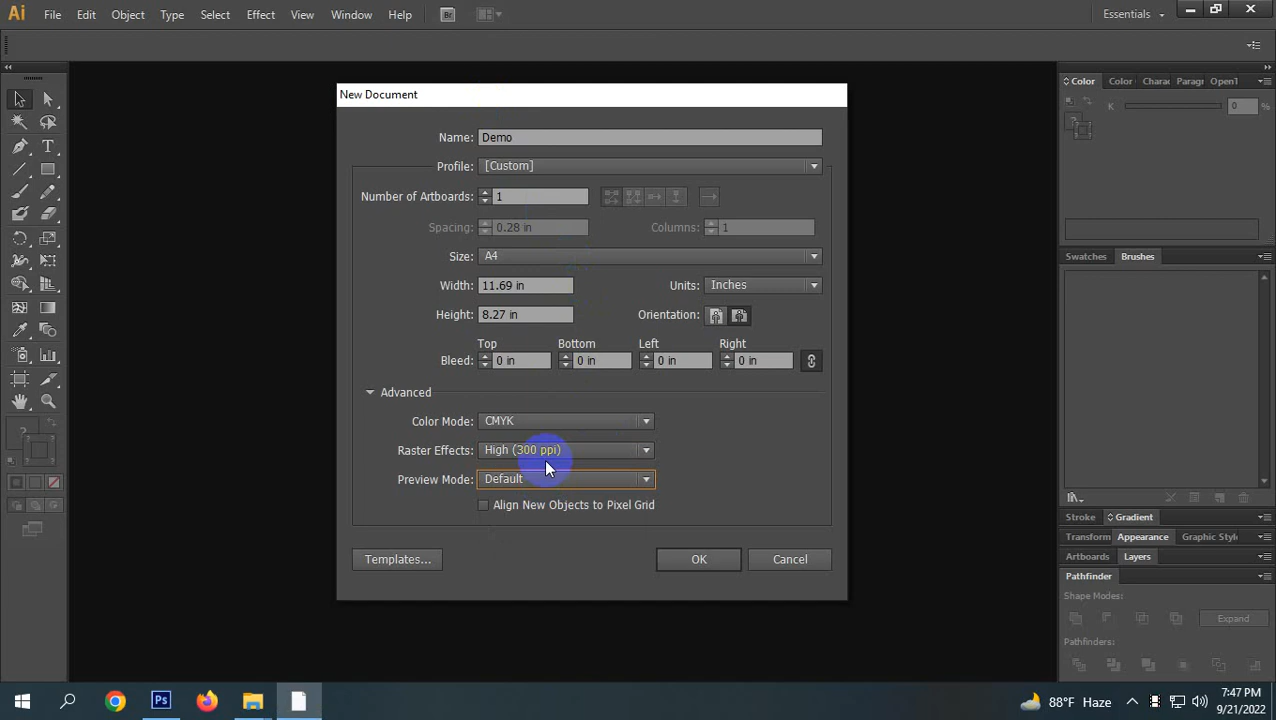 Ai File Edit Object Type Select Effect View Window Help Br Essentials
New Document
Color Color Charac Paragr OpenT
Name: Demo
K 0 %
Profile: [Custom]
Number of Artboards: 1
Spacing: 0.28 in Columns: 1
Size: A4
Swatches Brushes
Width: 11.69 in Units: Inches
Height: 8.27 in Orientation:
Top Bottom Left Right
Bleed: 0 in 0 in 0 in 0 in
Advanced
Color Mode: CMYK
Raster Effects: High (300 ppi)
Preview Mode: Default
Align New Objects to Pixel Grid
Stroke Gradient
Transform Appearance Graphic Style
Templates... OK Cancel
Artboards Layers
Pathfinder
Shape Modes:
Expand
Pathfinders:
Ps 88°F Haze 7:47 PM
9/21/2022